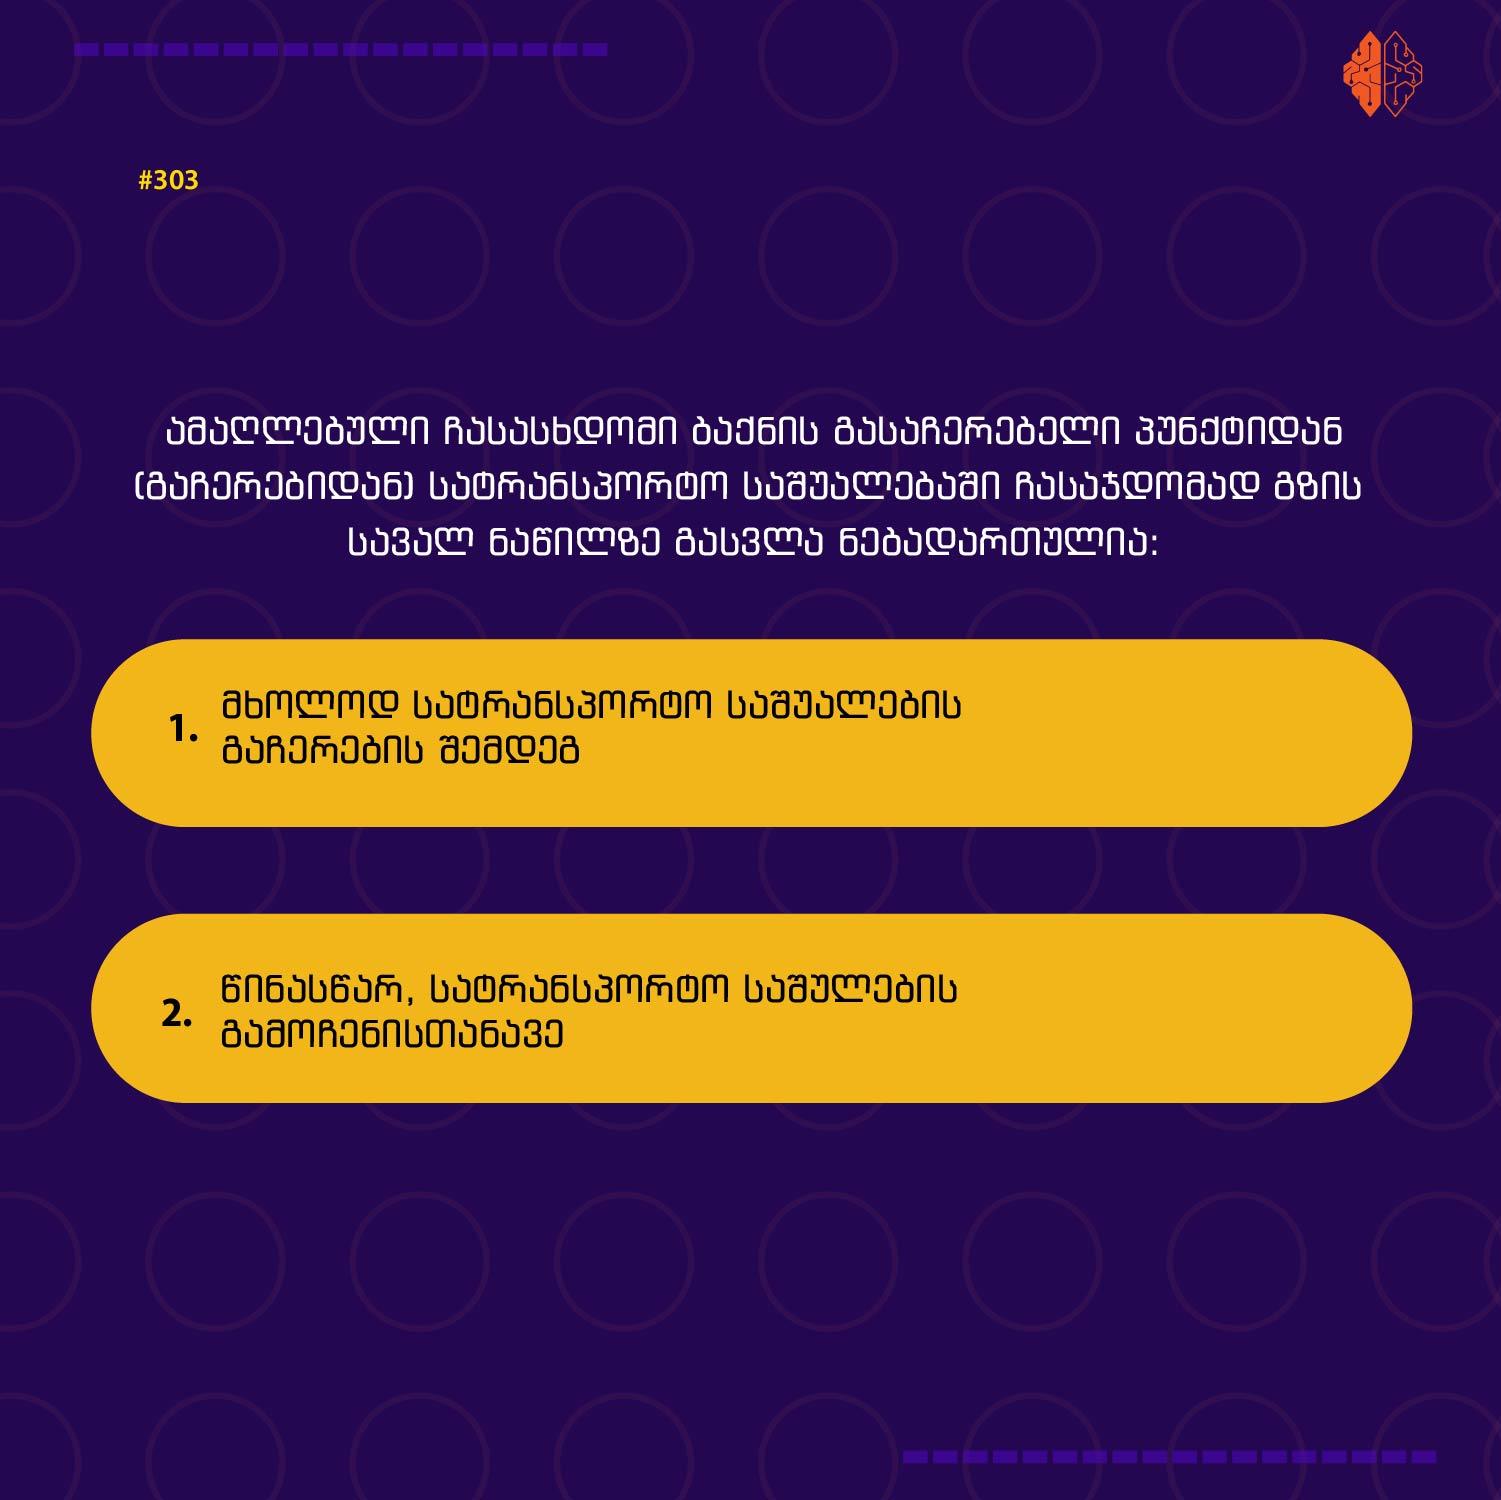 #303
ამაღლებული ჩასასხდომი ბაქნის გასაჩერებელი პუნქტიდან
(გაჩერებიდან) სატრანსპორტო საშუალებაში ჩასაჯდომად გზის
სავალ ნაწილზე გასვლა ნებადართულია:
1. მხოლოდ სატრანსპორტო საშუალების
გაჩერების შემდეგ
2. წინასწარ, სატრანსპორტო საშულების
გამოჩენისთანავე